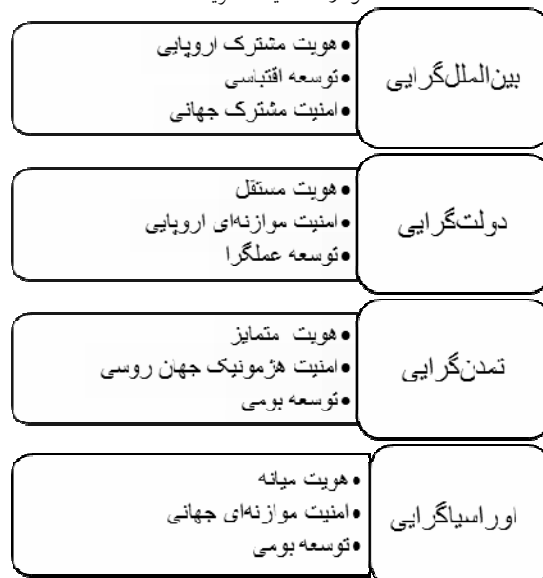 بین‌الملل‌گرایی
•هویت مشترک اروپایی
•توسعه اقتباسی
•امنیت مشترک جهانی
دولت‌گرایی
•هویت مستقل
•امنیت موازنه‌ای اروپایی
•توسعه عملگرا
تمدن‌گرایی
•هویت متمایز
•امنیت هژمونیک جهان روسی
•توسعه بومی
اوراسیاگرایی
•هویت میانه
•امنیت موازنه‌ای جهانی
•توسعه بومی